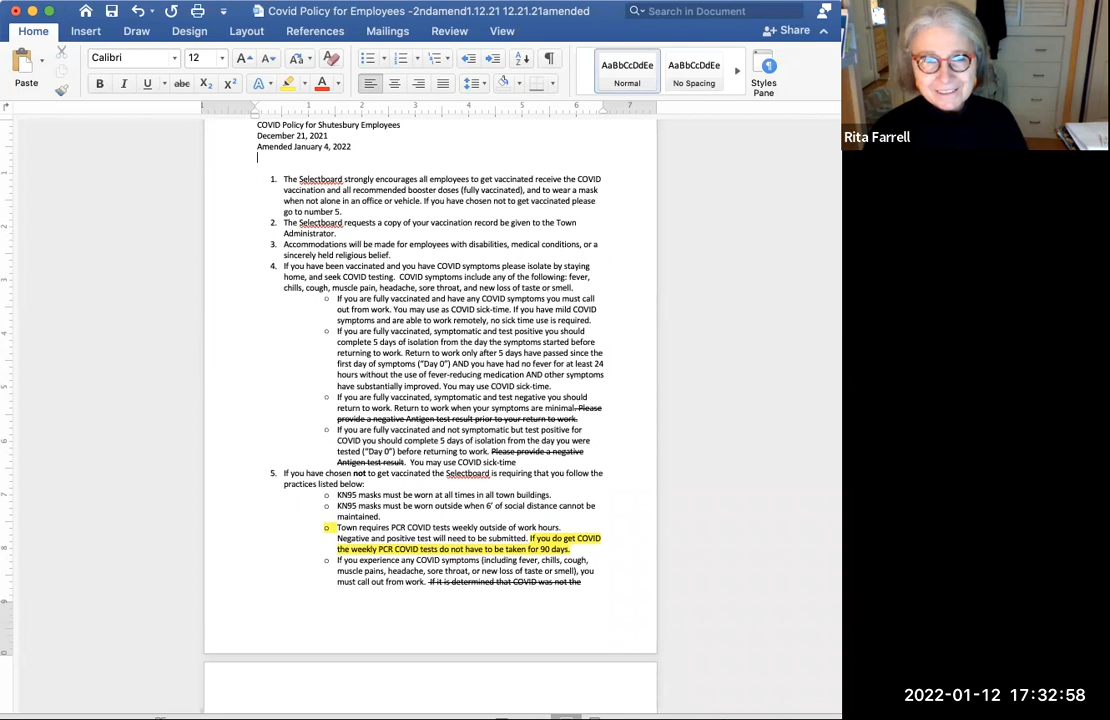 Covid Policy for Employees ~2ndamend1.12.21 12.21.21amended
Search in Document
Home Insert Draw Design Layout References Mailings Review View
Share
Paste
Calibri 12
AaBbCcDdEe AaBbCcDdEe
Normal No Spacing
Styles Pane
COVID Policy for Shutesbury Employees
December 21, 2021
Amended January 4, 2022
1. The Selectboard strongly encourages all employees to get vaccinated receive the COVID
vaccination and all recommended booster doses (fully vaccinated), and to wear a mask
when not alone in an office or vehicle. If you have chosen not to get vaccinated please
go to number 5.
2. The Selectboard requests a copy of your vaccination record be given to the Town
Administrator.
3. Accommodations will be made for employees with disabilities, medical conditions, or a
sincerely held religious belief.
4. If you have been vaccinated and you have COVID symptoms please isolate by staying
home, and seek COVID testing. COVID symptoms include any of the following: fever,
chills, cough, muscle pain, headache, sore throat, and new loss of taste or smell.
o If you are fully vaccinated and have any COVID symptoms you must call
out from work. You may use COVID sick-time. If you have mild COVID
symptoms and are able to work remotely, no sick time use is required.
o If you are fully vaccinated, symptomatic and test positive you should
complete 5 days of isolation from the day the symptoms started before
returning to work. Return to work only after 5 days have passed since the
first day of symptoms ("Day 0") AND you have had no fever for at least 24
hours without the use of fever-reducing medication AND other symptoms
have substantially improved. You may use COVID sick-time.
o If you are fully vaccinated, symptomatic and test negative you should
return to work. Return to work when your symptoms are minimal. Please
provide a negative Antigen test result prior to your return to work.
o If you are fully vaccinated and not symptomatic but test positive for
COVID you should complete 5 days of isolation from the day you were
tested ("Day 0") before returning to work. Please provide a negative
Antigen test result. You may use COVID sick-time
5. If you have chosen not to get vaccinated the Selectboard is requiring that you follow the
practices listed below:
o KN95 masks must be worn at all times in all town buildings.
o KN95 masks must be worn outside when 6' of social distance cannot be
maintained.
o Town requires PCR COVID tests weekly outside of work hours.
Negative and positive test will need to be submitted. If you do get COVID
the weekly PCR COVID tests do not have to be taken for 90 days.
o If you experience any COVID symptoms (including fever, chills, cough,
muscle pains, headache, sore throat, or new loss of taste or smell), you
must call out from work. If it is determined that COVID was not the
Rita Farrell
2022-01-12 17:32:58